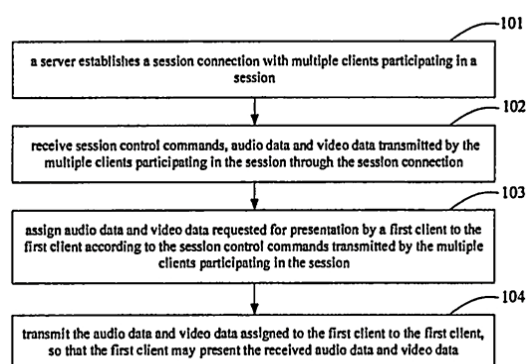 101
a server establishes a session connection with multiple clients participating in a
session
102
receive session control commands, audio data and video data transmitted by the
multiple clients participating in the session through the session connection
103
assign audio data and video data requested for presentation by a first client to the
first client according to the session control commands transmitted by the multiple
clients participating in the session
104
transmit the audio data and video data assigned to the first client to the first client,
so that the first client may present the received audio data and video data